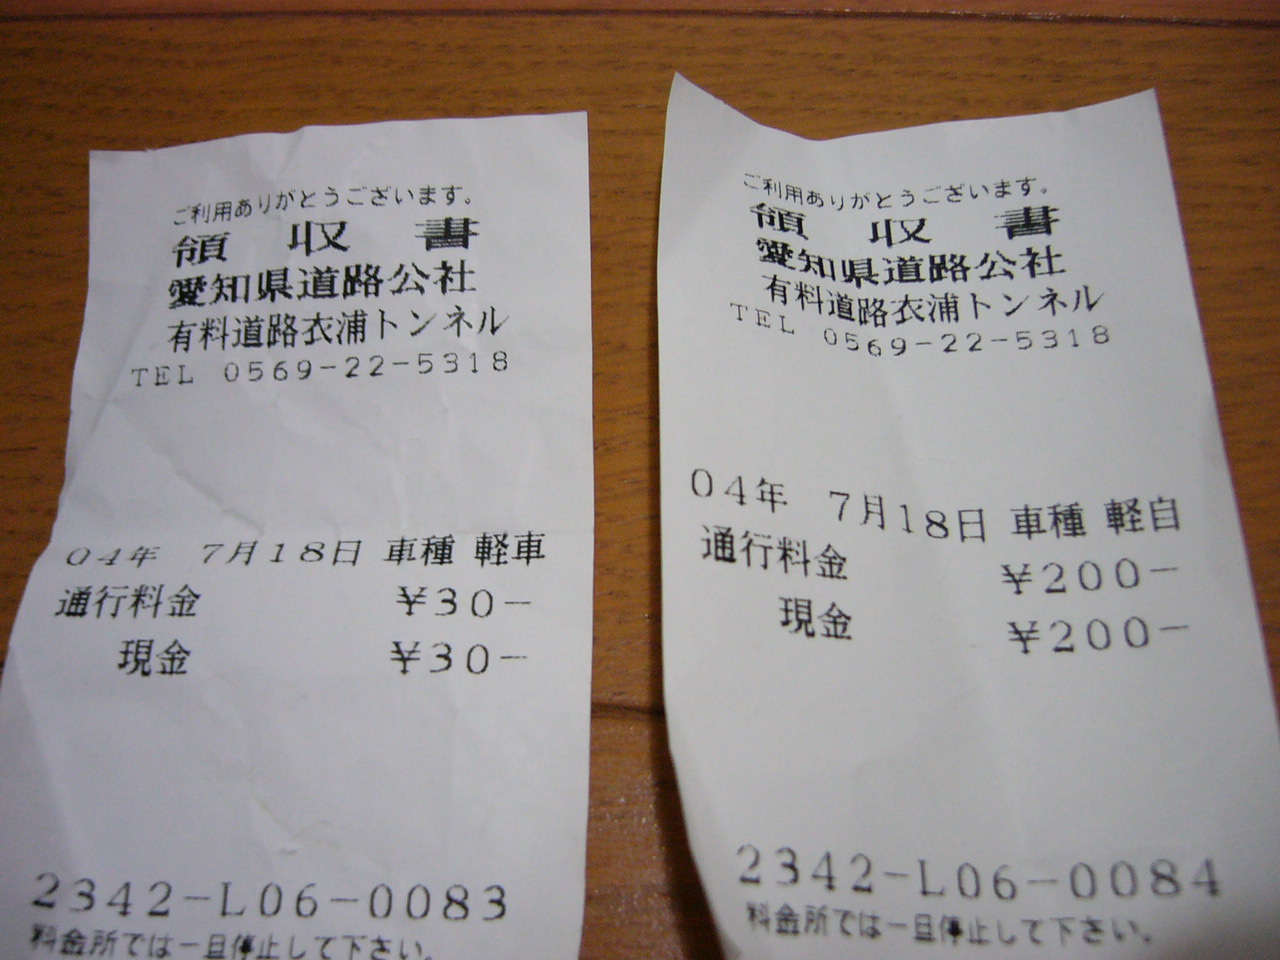 ご利用ありがとうございます。
領 収 書
愛知県道路公社
有料道路衣浦トンネル
TEL 0569-22-5318
04年 7月18日 車種 軽車
通行料金 ¥30-
現金 ¥30-
2342-L06-0083
料金所では一旦停止して下さい。
ご利用ありがとうございます。
領 収 書
愛知県道路公社
有料道路衣浦トンネル
TEL 0569-22-5318
04年 7月18日 車種 軽自
通行料金 ¥200-
現金 ¥200-
2342-L06-0084
料金所では一旦停止して下さい。